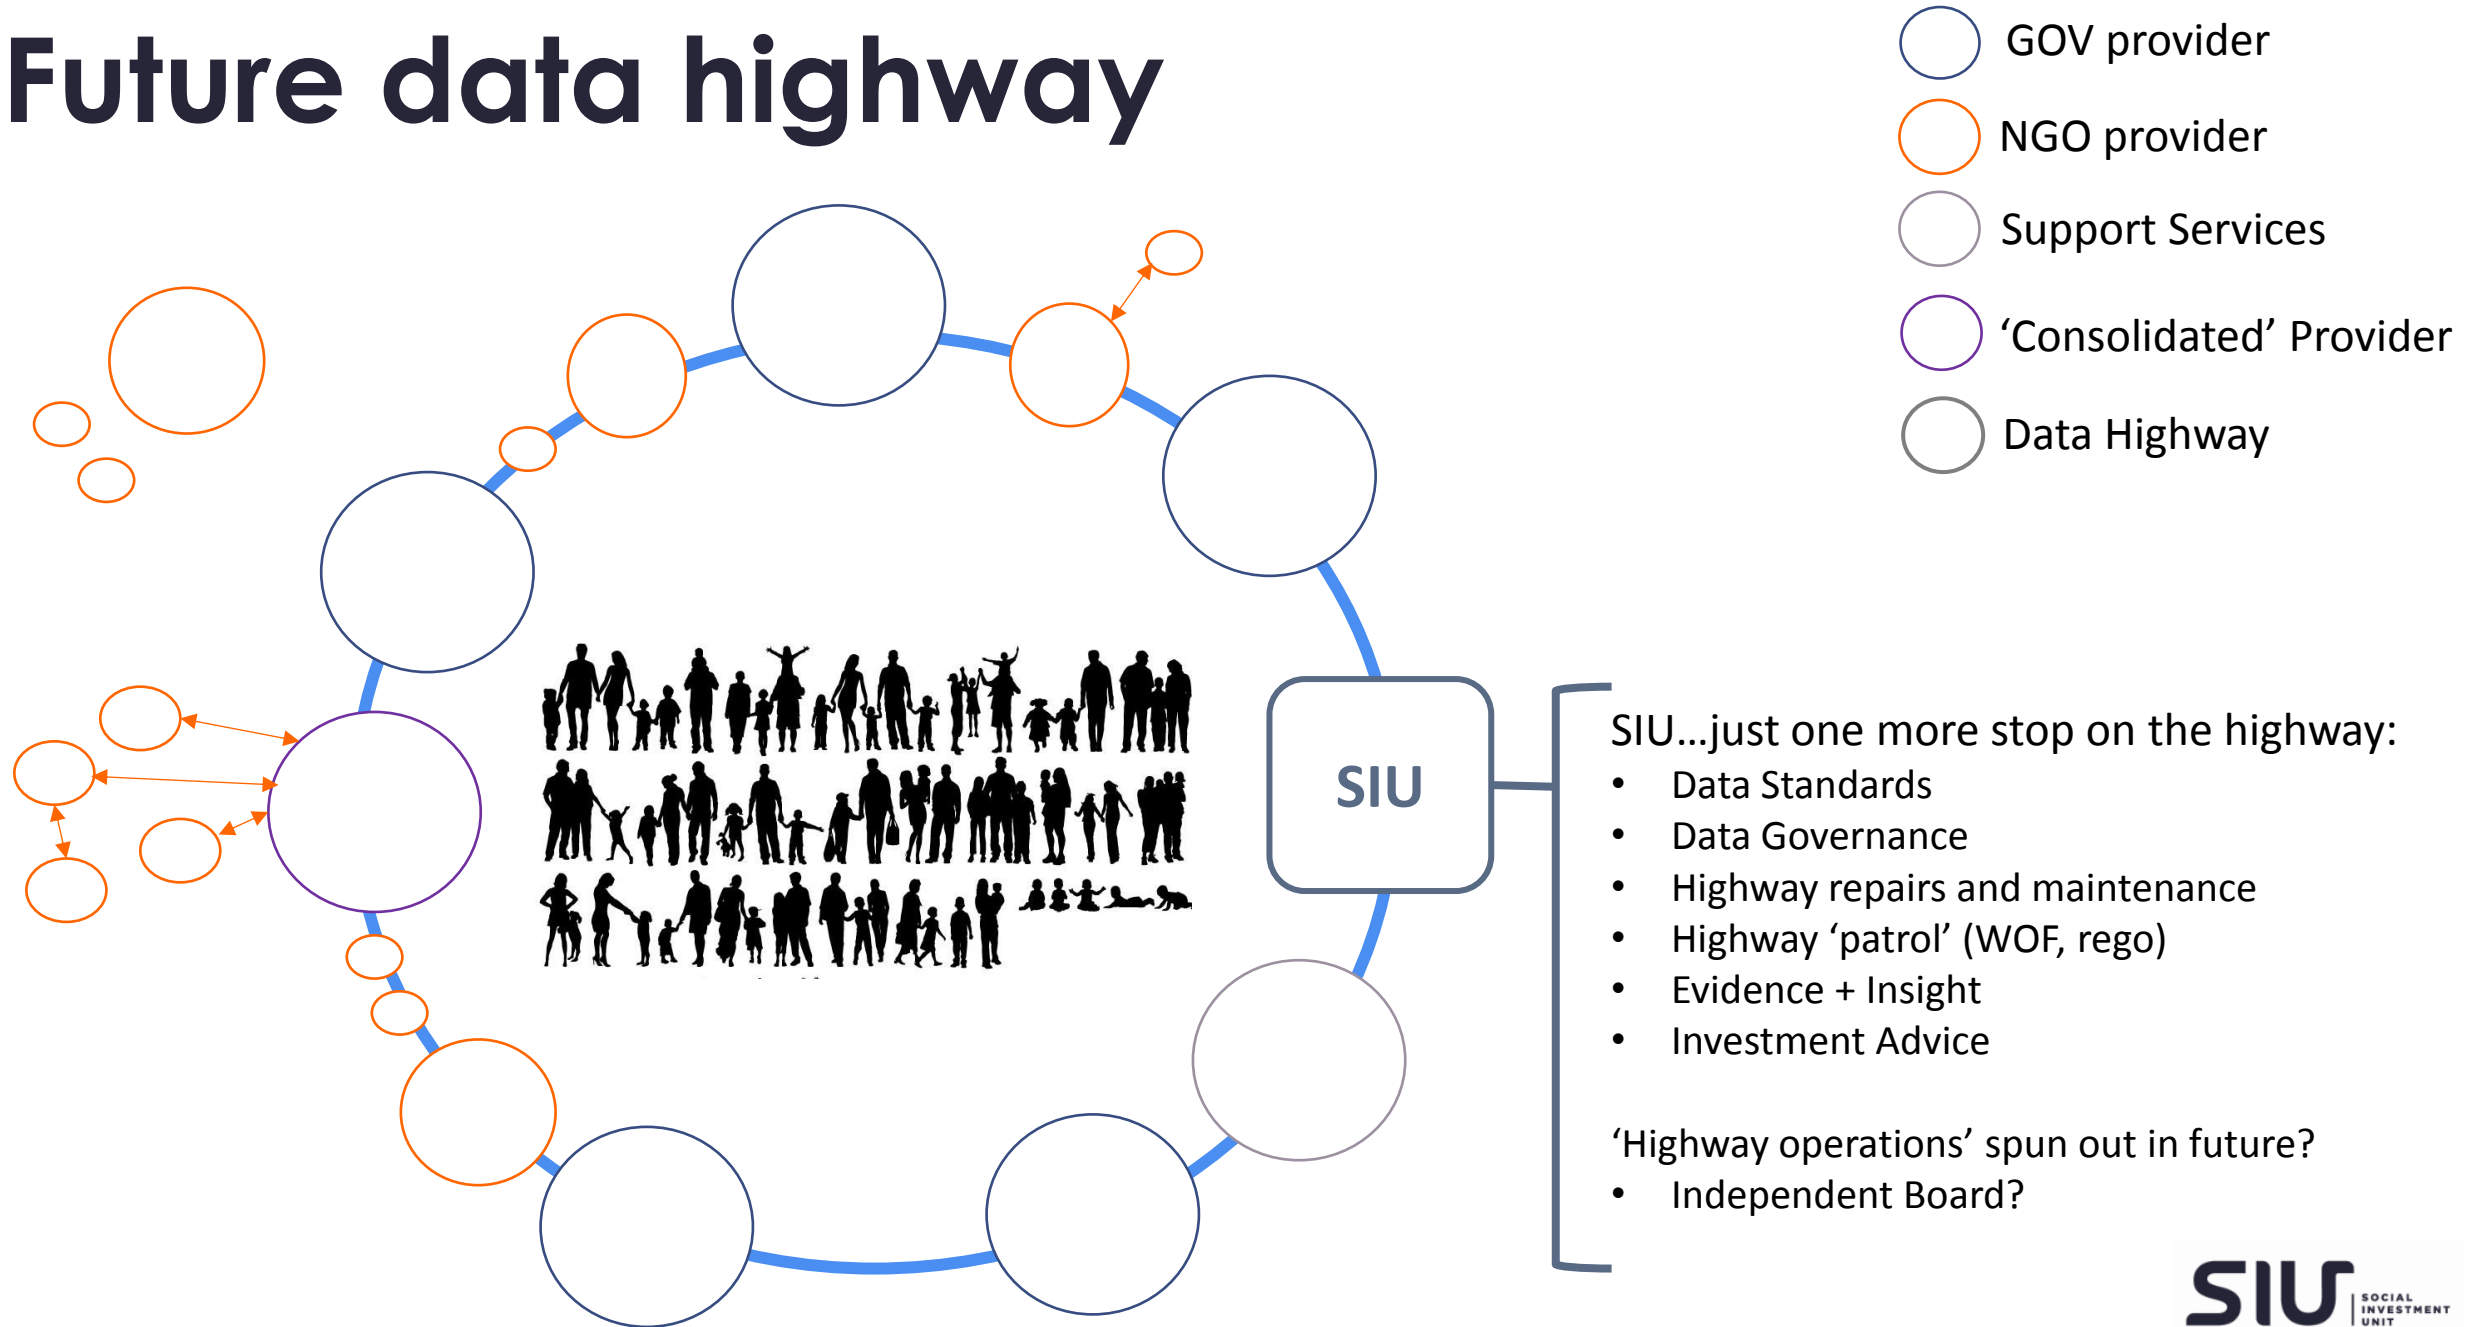 Future data highway
GOV provider
NGO provider
Support Services
‘Consolidated’ Provider
Data Highway
SIU
SIU...just one more stop on the highway:
• Data Standards
• Data Governance
• Highway repairs and maintenance
• Highway ‘patrol’ (WOF, rego)
• Evidence + Insight
• Investment Advice
‘Highway operations’ spun out in future?
• Independent Board?
SIU
SOCIAL
INVESTMENT
UNIT